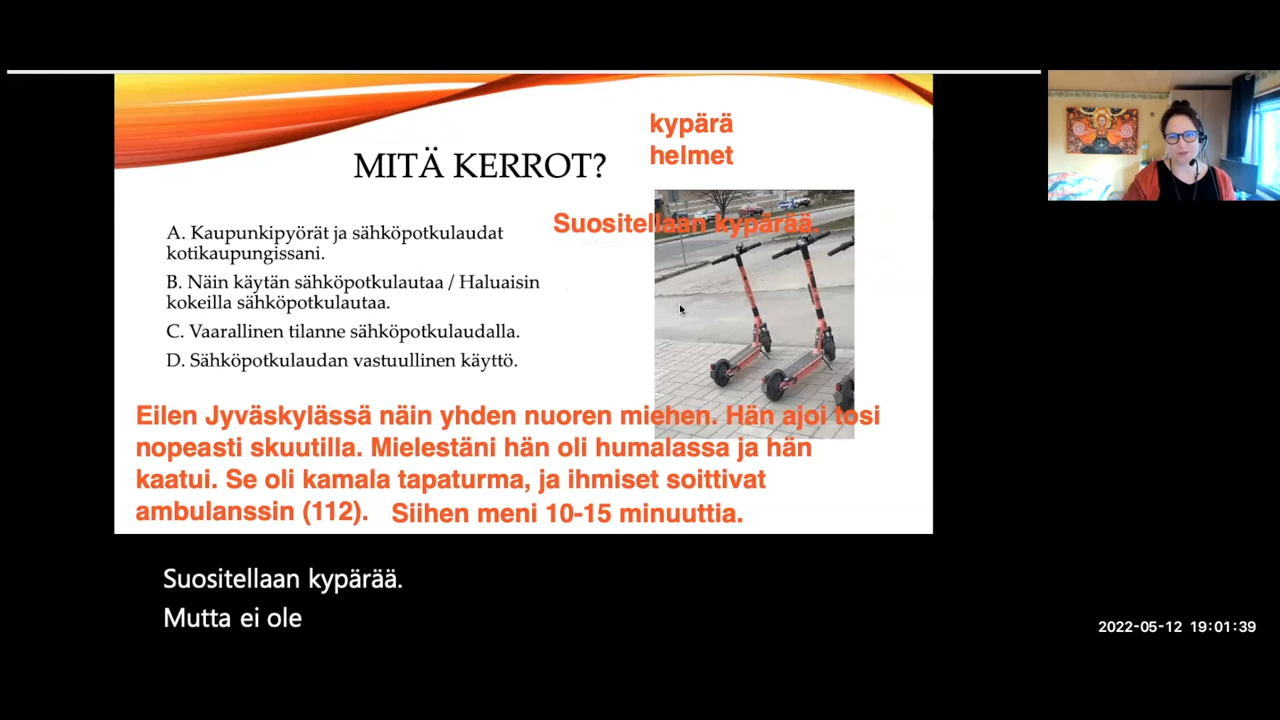 kypärä
helmet
MITÄ KERROT?
Suositellaan kypärää.
A. Kaupunkipyörät ja sähköpotkulaudat
kotikaupungissani.
B. Näin käytän sähköpotkulautaa / Haluaisin
kokeilla sähköpotkulautaa.
C. Vaarallinen tilanne sähköpotkulaudalla.
D. Sähköpotkulaudan vastuullinen käyttö.
Eilen Jyväskylässä näin yhden nuoren miehen. Hän ajoi tosi
nopeasti skuutilla. Mielestäni hän oli humalassa ja hän
kaatui. Se oli kamala tapaturma, ja ihmiset soittivat
ambulanssin (112). Siihen meni 10-15 minuuttia.
Suositellaan kypärää.
Mutta ei ole
2022-05-12 19:01:39